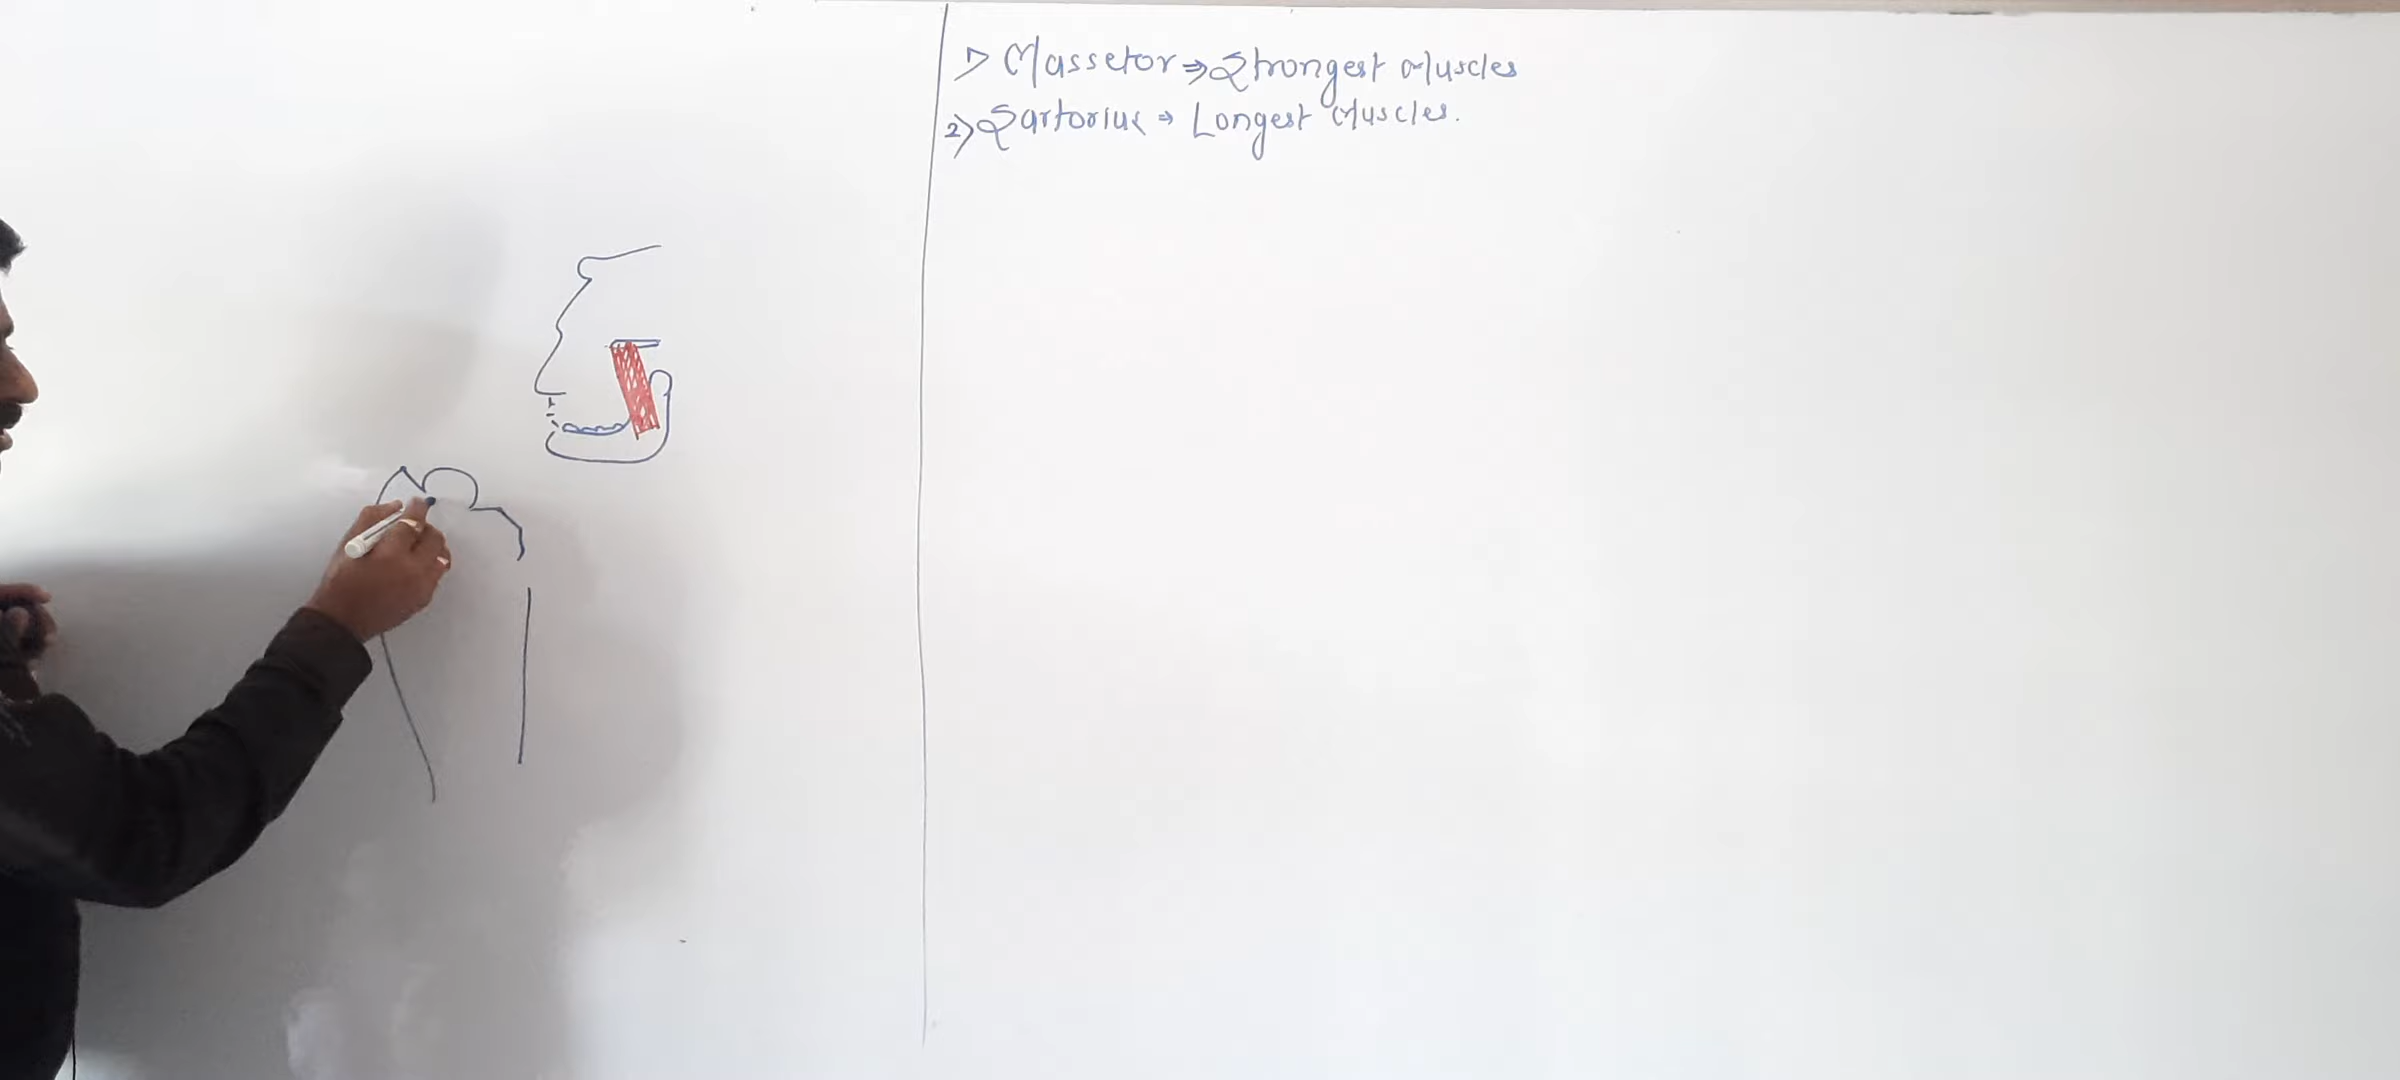 1> Massetor ⇒ Strongest Muscles
2> Sartorius ⇒ Longest Muscles.